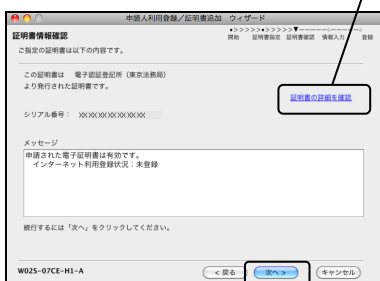 申請人利用登録／証明書追加 ウィザード
証明書情報確認
•>>>>>•>>>>>▼------◦------◦
開始 証明書指定 証明書確認 情報入力 登録
ご指定の証明書は以下の内容です。
この証明書は 電子認証登記所（東京法務局）
より発行された証明書です。
証明書の詳細を確認
シリアル番号： XXXXXXXXXXXXXXXX
メッセージ
申請された電子証明書は有効です。
インターネット利用登録状況：未登録
続行するには「次へ」をクリックしてください。
W02S-07CE-H1-A
< 戻る
次へ >
キャンセル